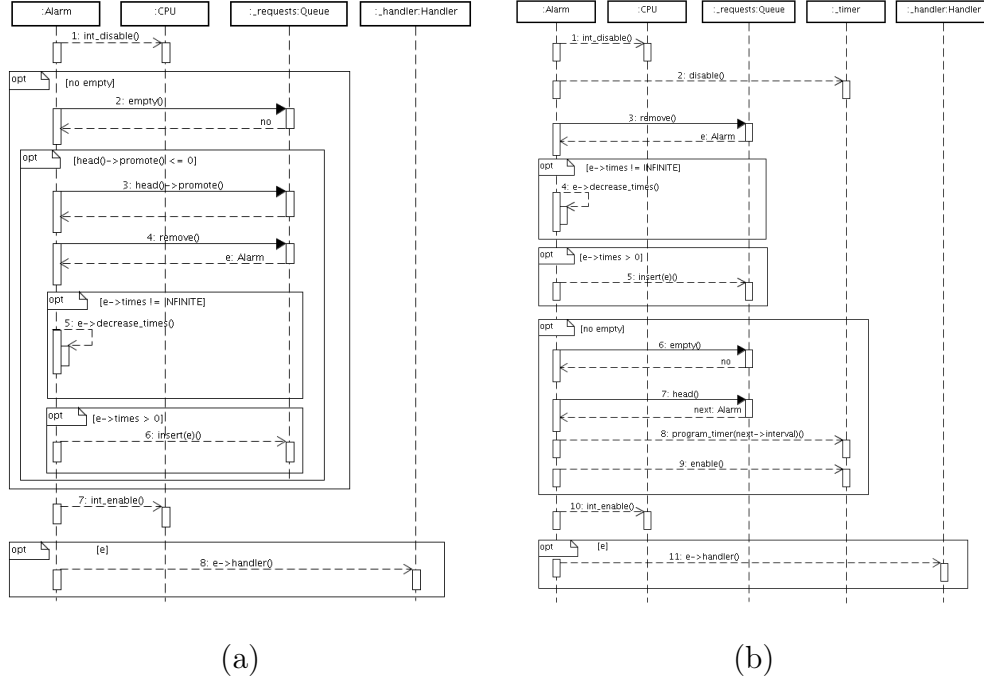 :Alarm
:CPU
:_requests:Queue
:_handler:Handler
1: int_disable()
opt
[no empty]
2: empty()
no
opt
[head()->promote() <= 0]
3: head()->promote()
4: remove()
e: Alarm
opt
[e->times != INFINITE]
5: e->decrease_times()
opt
[e->times > 0]
6: insert(e)()
7: int_enable()
opt
[e]
8: e->handler()
(a)
:Alarm
:CPU
:_requests:Queue
:_timer
:_handler:Handler
1: int_disable()
2: disable()
3: remove()
e: Alarm
opt
[e->times != INFINITE]
4: e->decrease_times()
opt
[e->times > 0]
5: insert(e)()
opt
[no empty]
6: empty()
no
7: head()
next: Alarm
8: program_timer(next->interval)()
9: enable()
10: int_enable()
opt
[e]
11: e->handler()
(b)